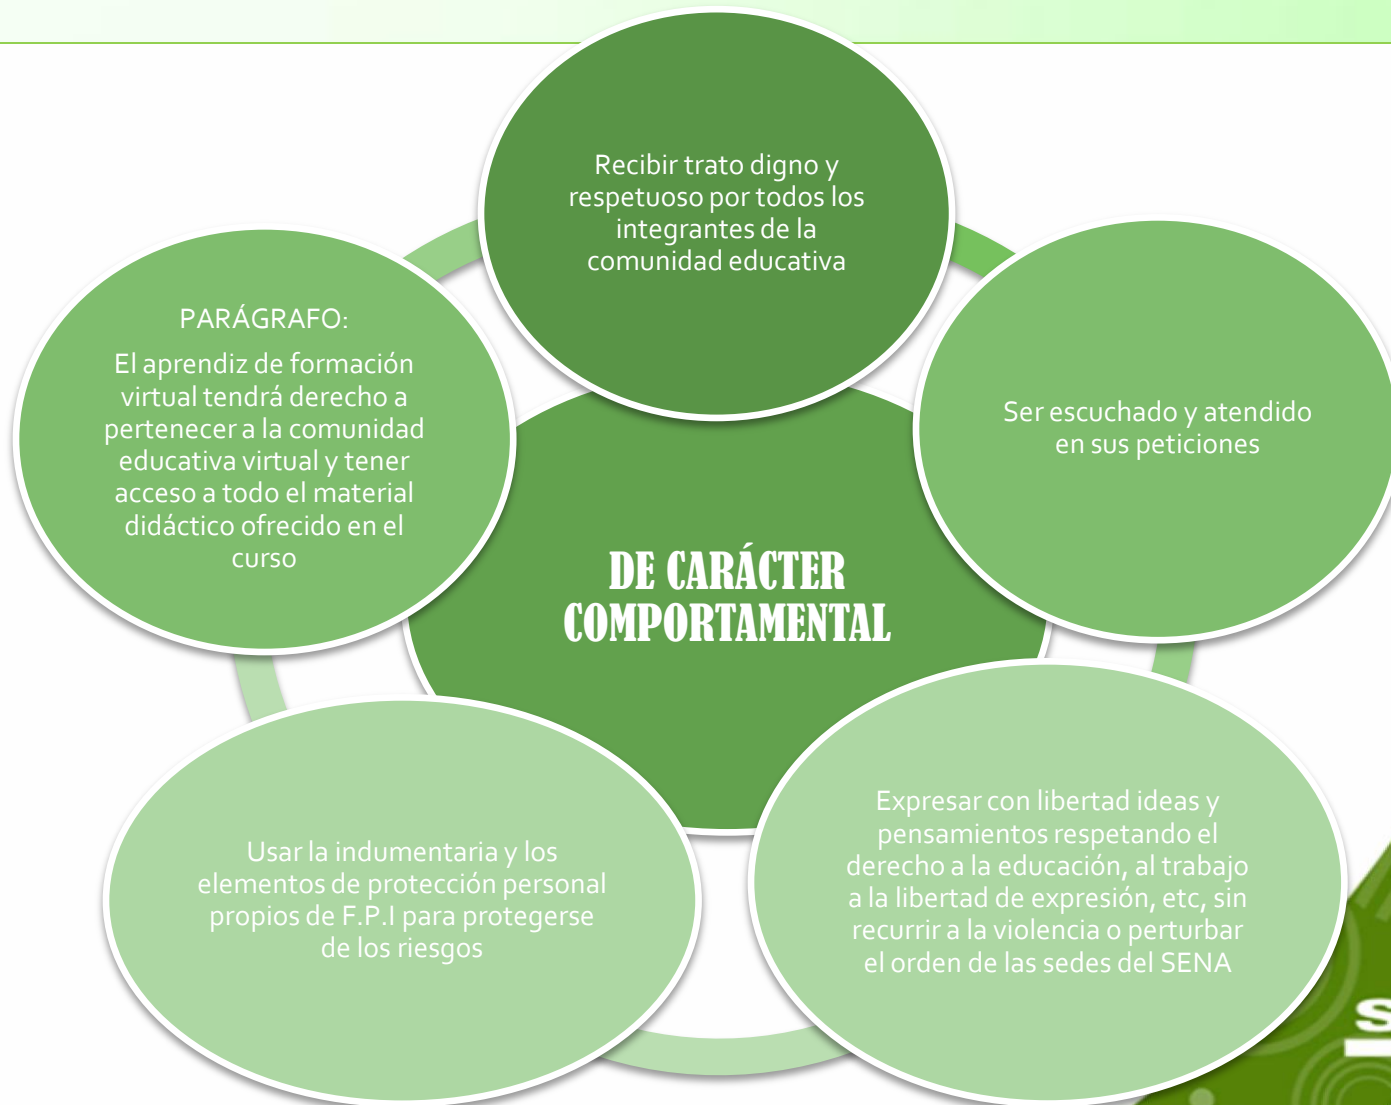 Recibir trato digno y
respetuoso por todos los
integrantes de la
comunidad educativa
Ser escuchado y atendido
en sus peticiones
Expresar con libertad ideas y
pensamientos respetando el
derecho a la educación, al trabajo
a la libertad de expresión, etc, sin
recurrir a la violencia o perturbar
el orden de las sedes del SENA
Usar la indumentaria y los
elementos de protección personal
propios de F.P.I para protegerse
de los riesgos
PARÁGRAFO:
El aprendiz de formación
virtual tendrá derecho a
pertenecer a la comunidad
educativa virtual y tener
acceso a todo el material
didáctico ofrecido en el
curso
DE CARÁCTER
COMPORTAMENTAL